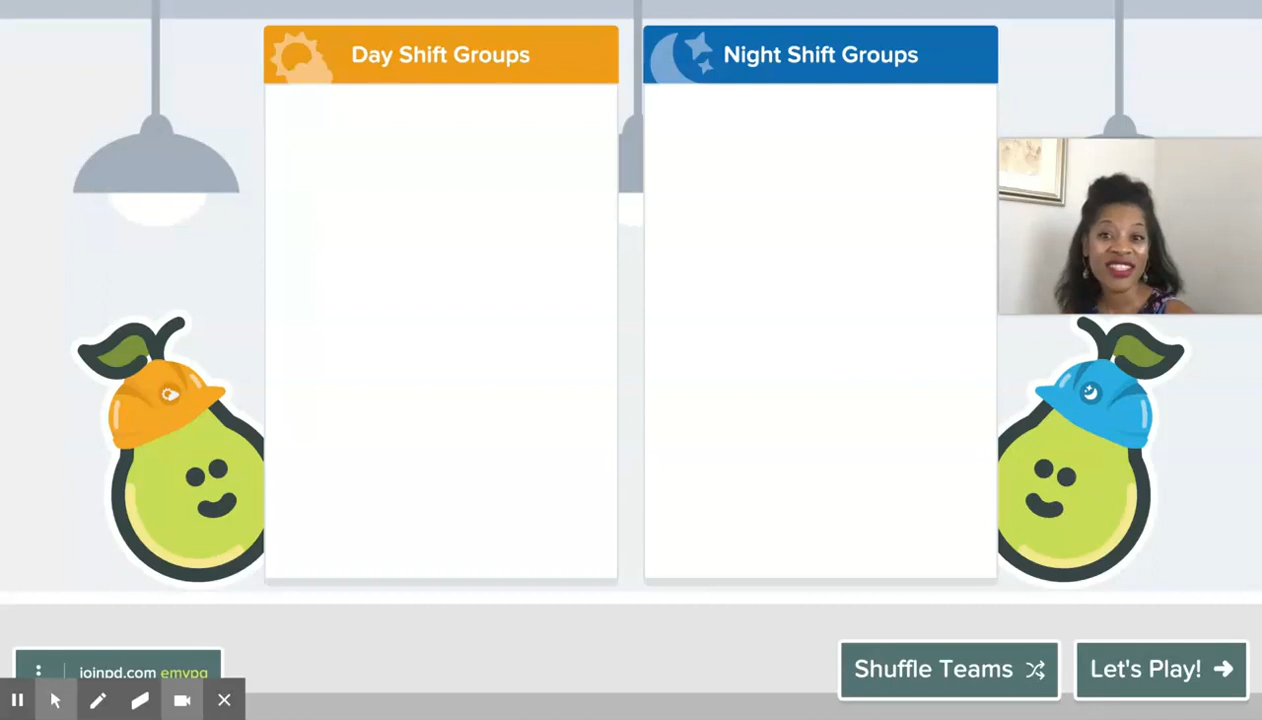 Day Shift Groups
Night Shift Groups
joinpd.com emypq
Shuffle Teams
Let's Play!